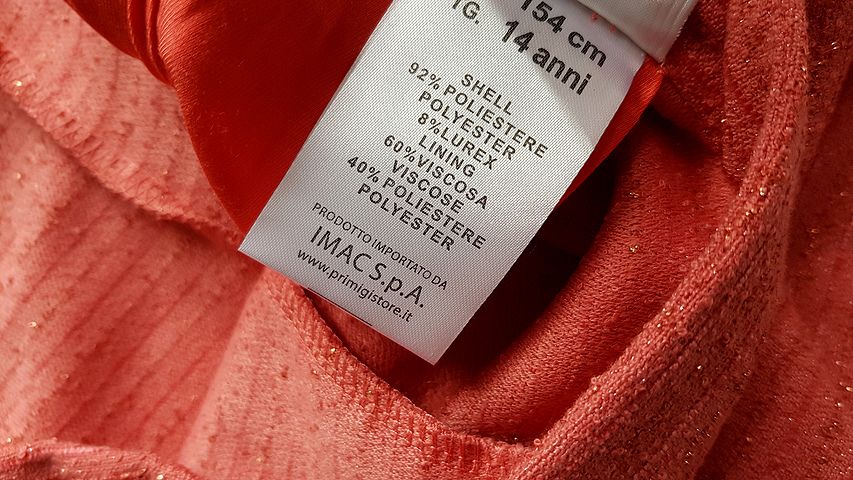 154 cm
TG. 14 anni
SHELL
92% POLIESTERE
POLYESTER
8%LUREX
LINING
60%VISCOSA
VISCOSE
40% POLIESTERE
POLYESTER
PRODOTTO IMPORTATO DA
IMAC S.p.A.
www.primigistore.it